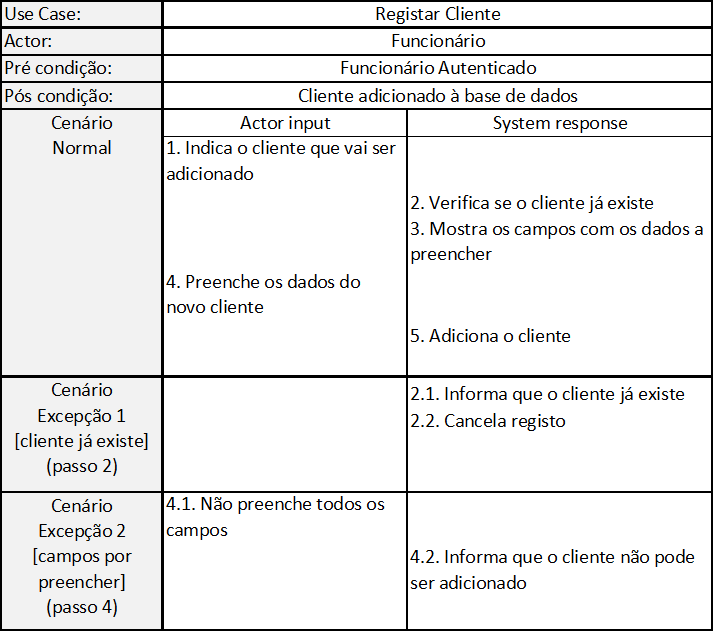 Use Case: Registar Cliente
Actor: Funcionário
Pré condição: Funcionário Autenticado
Pós condição: Cliente adicionado à base de dados
Cenário
Normal
Actor input
System response
1. Indica o cliente que vai ser
adicionado
2. Verifica se o cliente já existe
3. Mostra os campos com os dados a
preencher
4. Preenche os dados do
novo cliente
5. Adiciona o cliente
Cenário
Excepção 1
[cliente já existe]
(passo 2)
2.1. Informa que o cliente já existe
2.2. Cancela registo
Cenário
Excepção 2
[campos por
preencher]
(passo 4)
4.1. Não preenche todos os
campos
4.2. Informa que o cliente não pode
ser adicionado